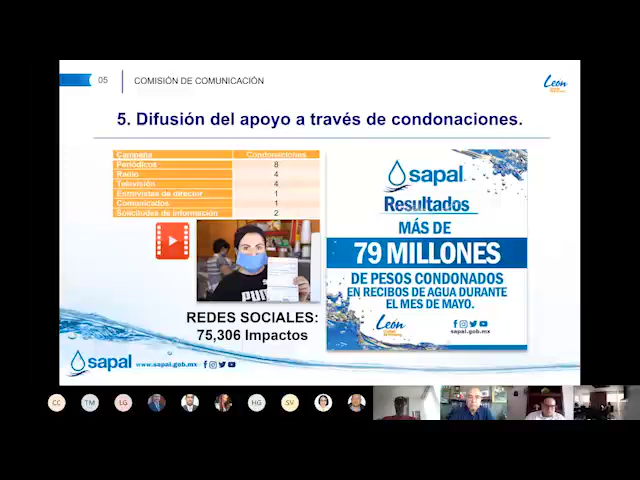 05 COMISIÓN DE COMUNICACIÓN
León
5. Difusión del apoyo a través de condonaciones.
Campaña Condonaciones
Periódicos 8
Radio 4
Televisión 4
Entrevistas de director 1
Comunicados 1
Solicitudes de información 2
PUMA
REDES SOCIALES:
75,306 Impactos
sapal
Resultados
MÁS DE
79 MILLONES
DE PESOS CONDONADOS
EN RECIBOS DE AGUA DURANTE
EL MES DE MAYO.
León
sapal.gob.mx
sapal www.sapal.gob.mx
CC TM LG HG SV